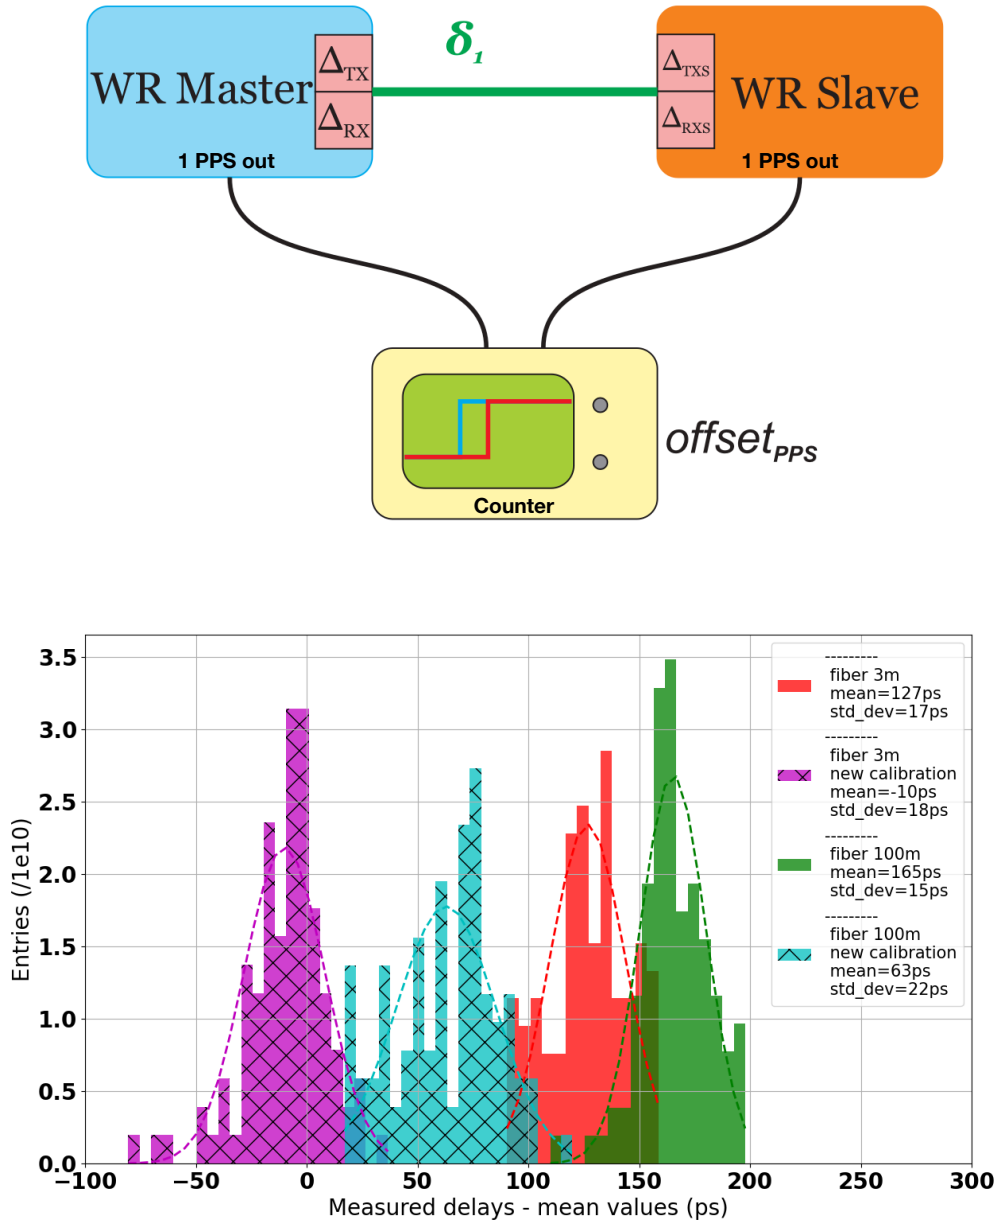 δ₁
WR Master
Δ_TX
Δ_RX
1 PPS out
Δ_TXS
Δ_RXS
WR Slave
1 PPS out
offset_PPS
Counter
Entries (/1e10)
3.5
3.0
2.5
2.0
1.5
1.0
0.5
0.0
---------
fiber 3m
mean=127ps
std_dev=17ps
---------
fiber 3m
new calibration
mean=-10ps
std_dev=18ps
---------
fiber 100m
mean=165ps
std_dev=15ps
---------
fiber 100m
new calibration
mean=63ps
std_dev=22ps
−100 −50 0 50 100 150 200 250 300
Measured delays - mean values (ps)